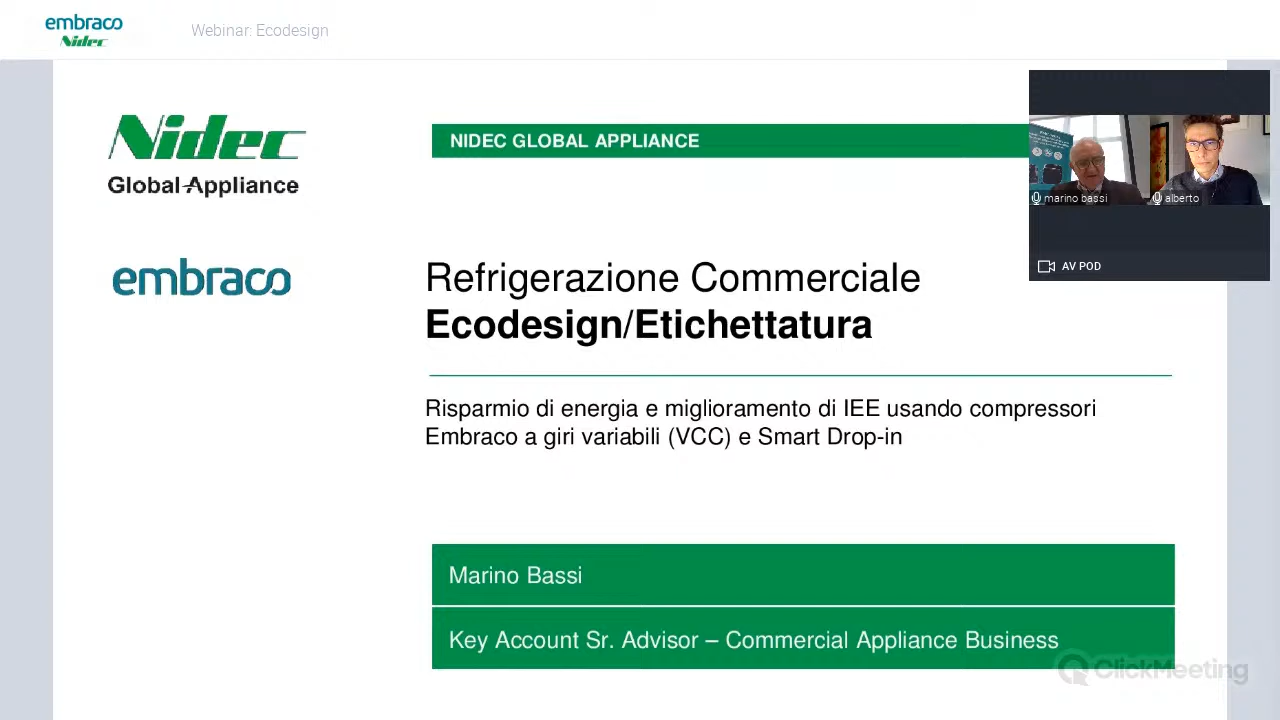 embraco
Nidec
Webinar: Ecodesign
Nidec
Global Appliance
NIDEC GLOBAL APPLIANCE
marino bassi
alberto
AV POD
embraco
Refrigerazione Commerciale
Ecodesign/Etichettatura
Risparmio di energia e miglioramento di IEE usando compressori
Embraco a giri variabili (VCC) e Smart Drop-in
Marino Bassi
Key Account Sr. Advisor – Commercial Appliance Business
ClickMeeting